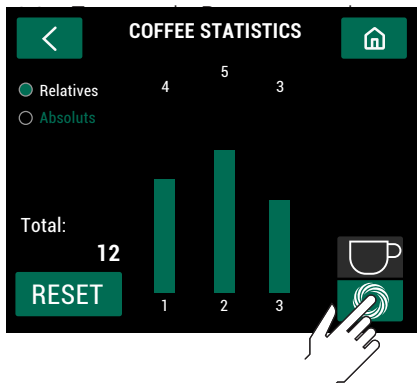 COFFEE STATISTICS
5
4 3
Relatives
Absoluts
Total:
12
RESET
1 2 3